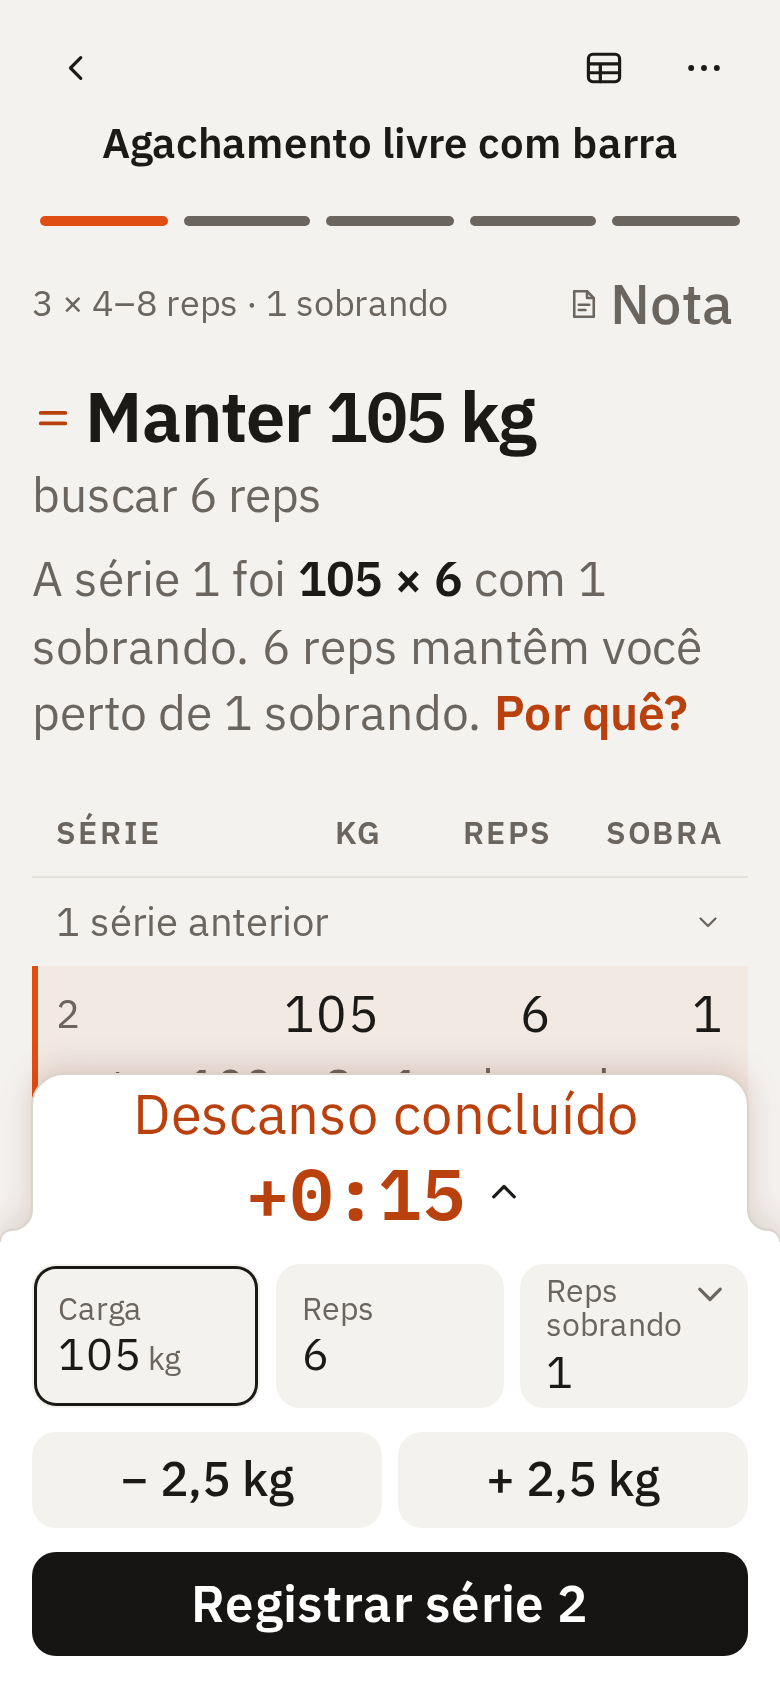 Agachamento livre com barra
3 × 4–8 reps · 1 sobrando
Nota
= Manter 105 kg
buscar 6 reps
A série 1 foi 105 × 6 com 1
sobrando. 6 reps mantêm você
perto de 1 sobrando. Por quê?
SÉRIE KG REPS SOBRA
1 série anterior
2 105 6 1
Descanso concluído
+0:15
Carga
105 kg
Reps
6
Reps
sobrando
1
− 2,5 kg
+ 2,5 kg
Registrar série 2